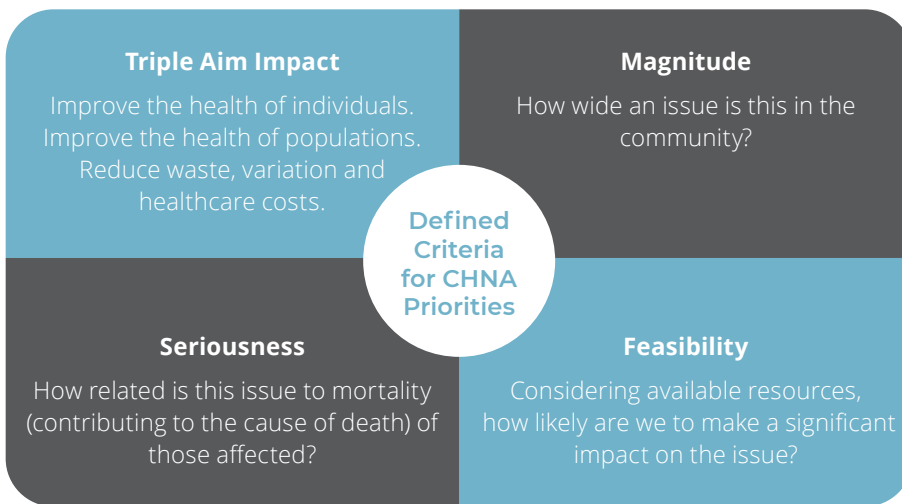 Triple Aim Impact
Improve the health of individuals.
Improve the health of populations.
Reduce waste, variation and
healthcare costs.
Magnitude
How wide an issue is this in the
community?
Defined
Criteria
for CHNA
Priorities
Seriousness
How related is this issue to mortality
(contributing to the cause of death) of
those affected?
Feasibility
Considering available resources,
how likely are we to make a significant
impact on the issue?